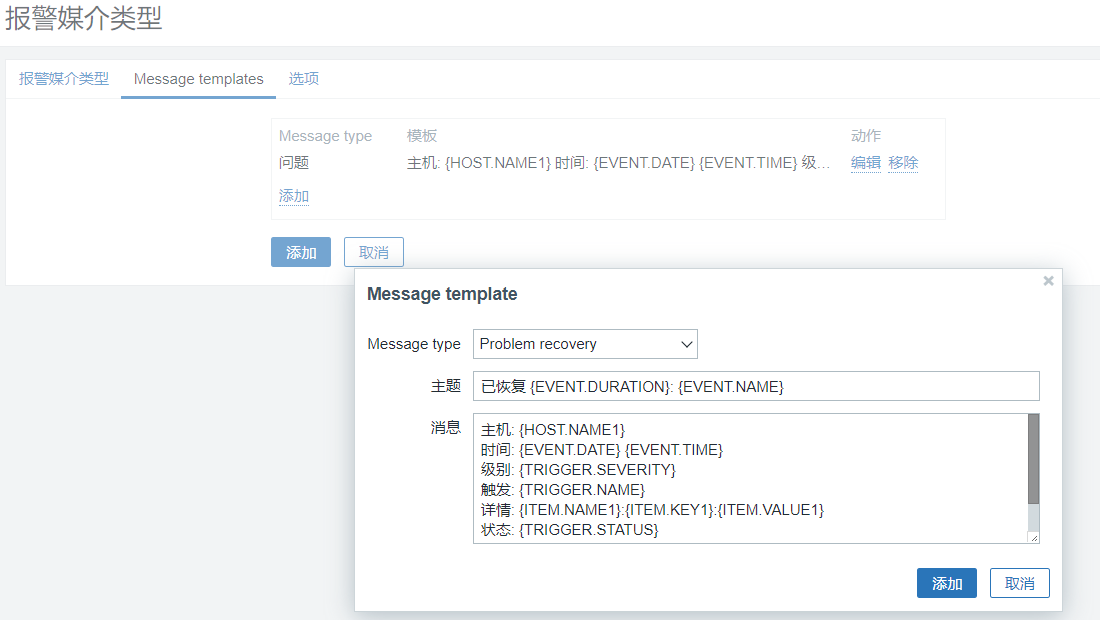 报警媒介类型
报警媒介类型 Message templates 选项
Message type 模板 动作
问题 主机: {HOST.NAME1} 时间: {EVENT.DATE} {EVENT.TIME} 级... 编辑 移除
添加
添加 取消
Message template
Message type Problem recovery
主题 已恢复 {EVENT.DURATION}: {EVENT.NAME}
消息 主机: {HOST.NAME1}
时间: {EVENT.DATE} {EVENT.TIME}
级别: {TRIGGER.SEVERITY}
触发: {TRIGGER.NAME}
详情: {ITEM.NAME1}:{ITEM.KEY1}:{ITEM.VALUE1}
状态: {TRIGGER.STATUS}
添加 取消